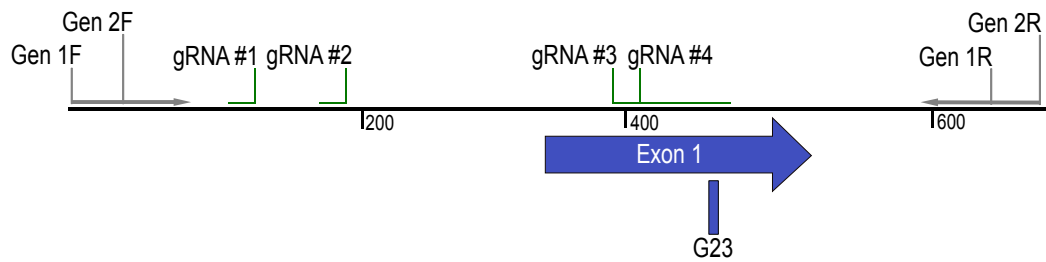 Gen 2F
Gen 2R
Gen 1F
gRNA #1
gRNA #2
gRNA #3
gRNA #4
Gen 1R
200
400
600
Exon 1
G23